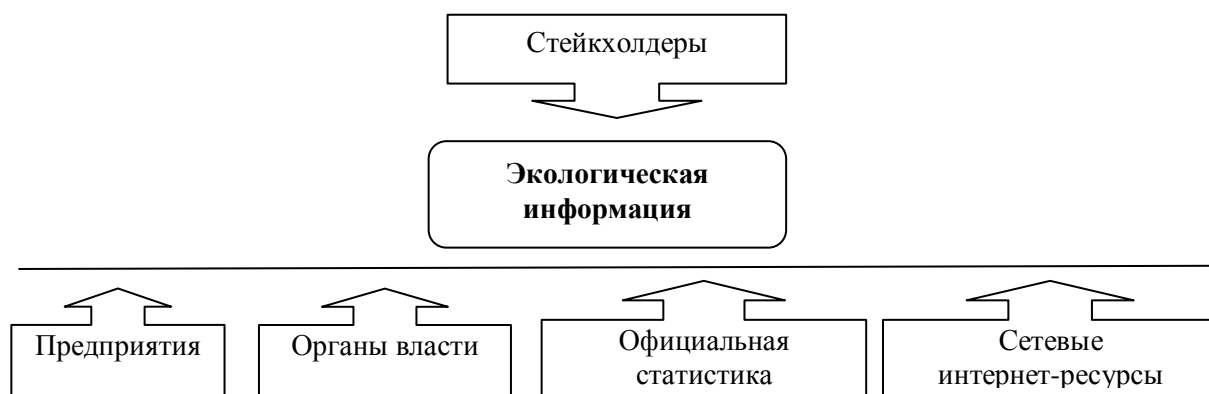 Стейкхолдеры
Экологическая
информация
Предприятия
Органы власти
Официальная
статистика
Сетевые
интернет-ресурсы